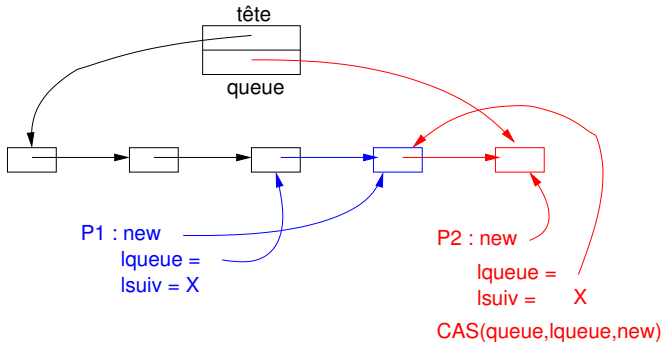 tête
queue
P1 : new
lqueue =
lsuiv = X
P2 : new
lqueue =
lsuiv = X
CAS(queue,lqueue,new)